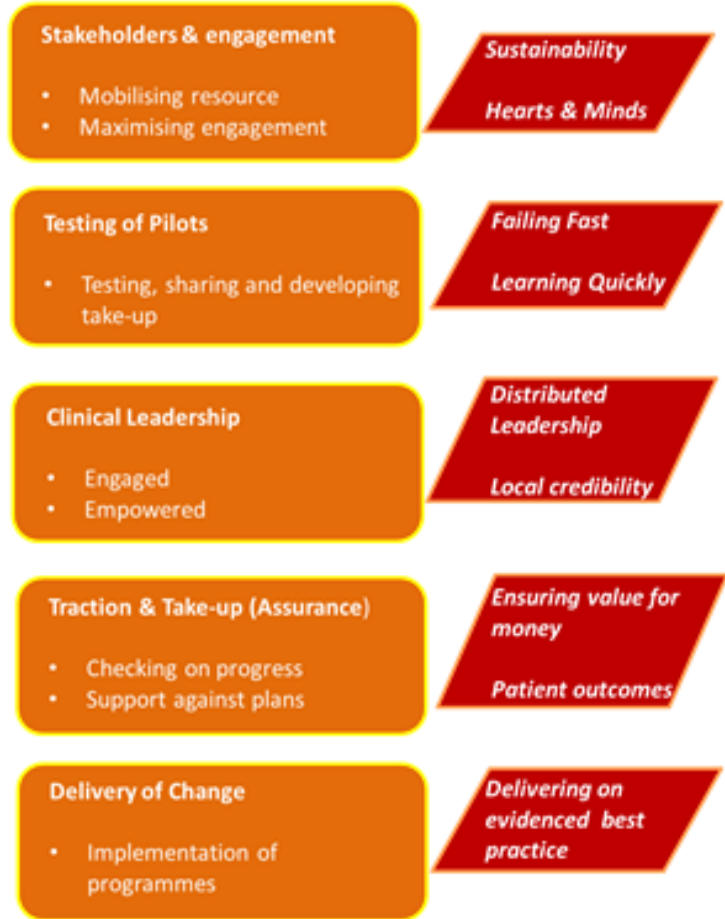 Stakeholders & engagement
• Mobilising resource
• Maximising engagement
Sustainability
Hearts & Minds
Testing of Pilots
• Testing, sharing and developing
take-up
Failing Fast
Learning Quickly
Clinical Leadership
• Engaged
• Empowered
Distributed
Leadership
Local credibility
Traction & Take-up (Assurance)
• Checking on progress
• Support against plans
Ensuring value for
money
Patient outcomes
Delivery of Change
• Implementation of
programmes
Delivering on
evidenced best
practice